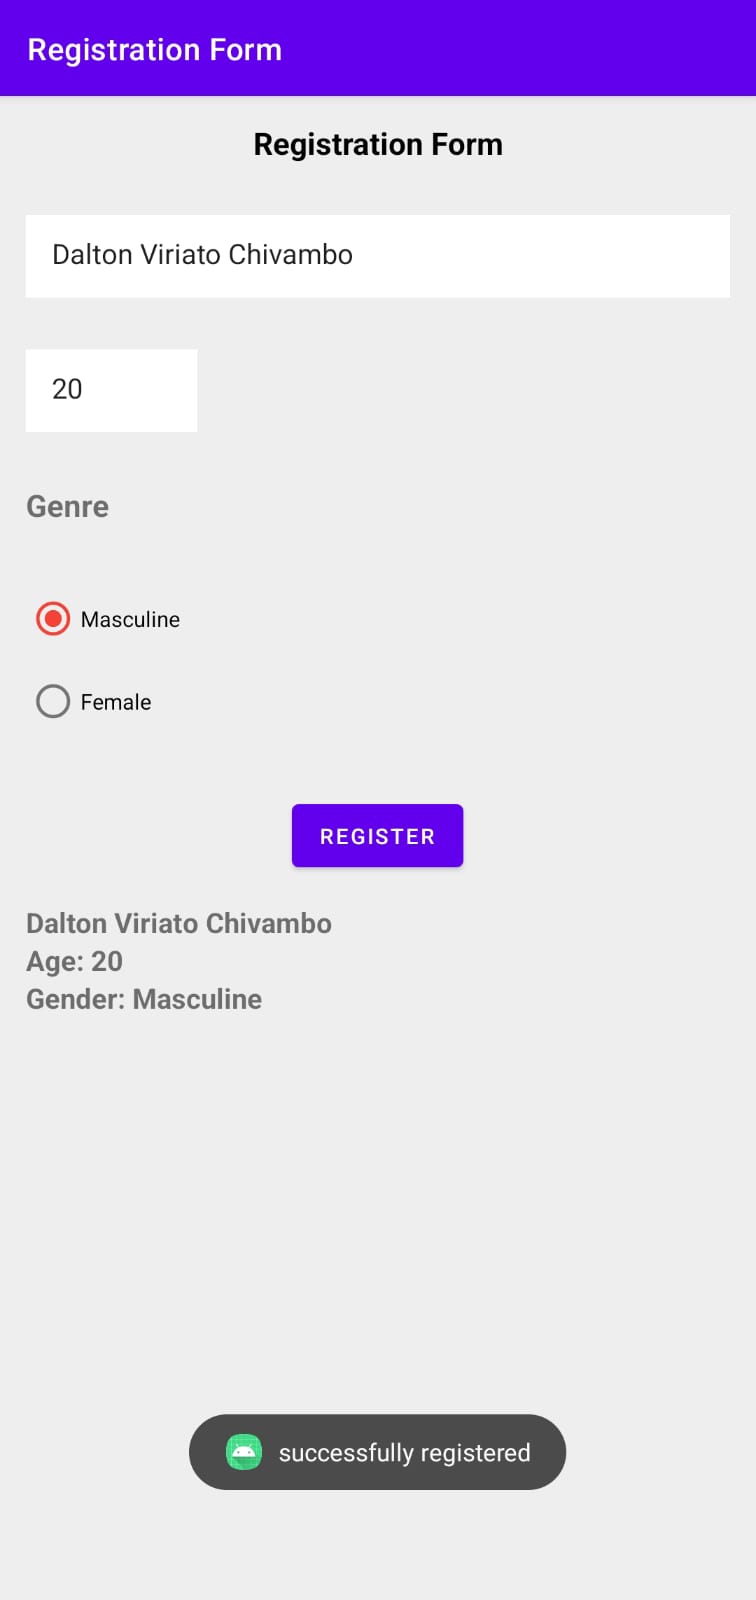 Registration Form
Registration Form
Dalton Viriato Chivambo
20
Genre
Masculine
Female
REGISTER
Dalton Viriato Chivambo
Age: 20
Gender: Masculine
successfully registered